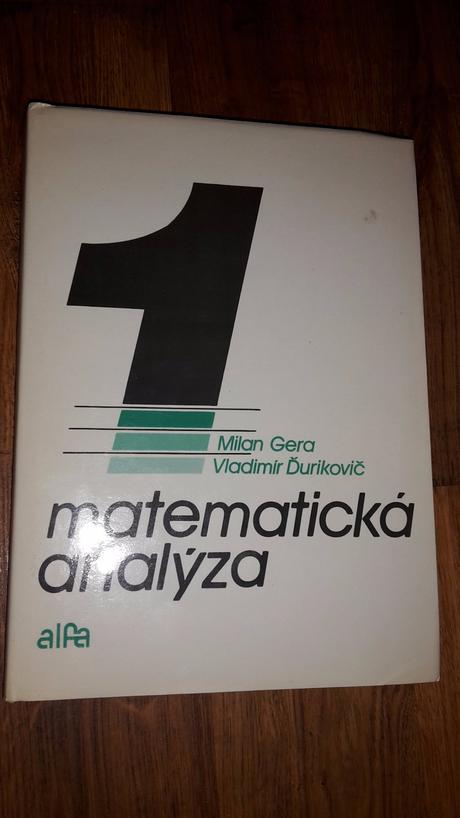 1
Milan Gera
Vladimír Ďurikovič
matematická
analýza
alfa